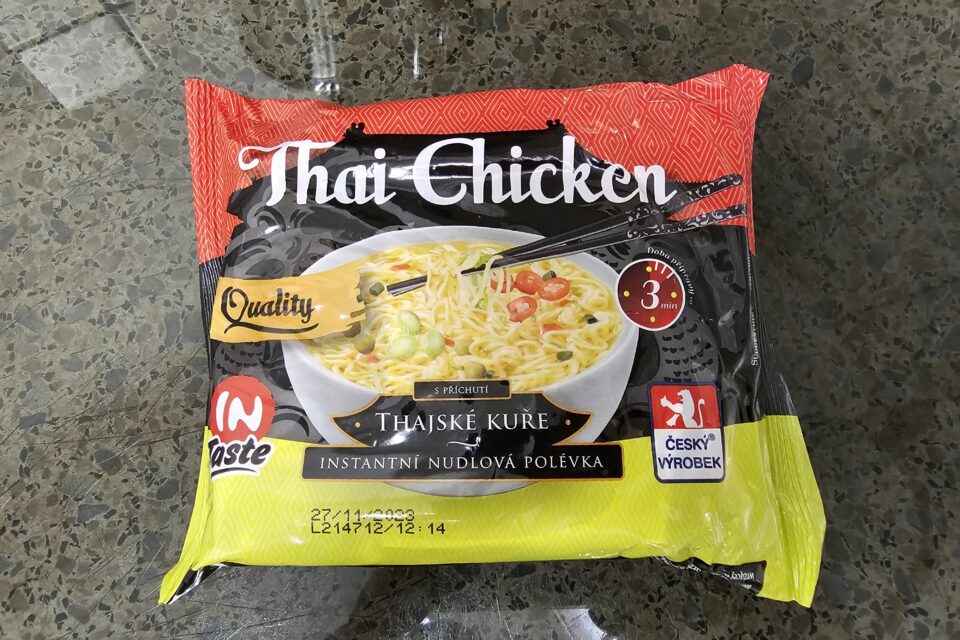 Thai Chicken
Doba přípravy
3 min
Quality
S PŘÍCHUTÍ
THAJSKÉ KUŘE
INSTANTNÍ NUDLOVÁ POLÉVKA
IN
Taste
ČESKÝ®
VÝROBEK
27/11/2023
L214712/12:14